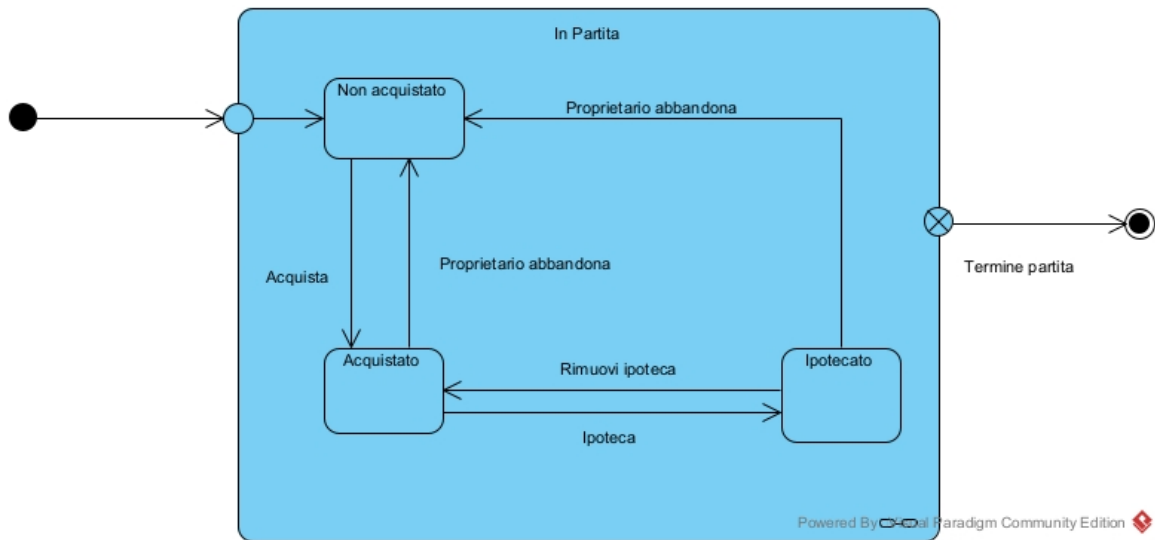 In Partita
Non acquistato
Proprietario abbandona
Proprietario abbandona
Acquista
Termine partita
Acquistato
Ipotecato
Rimuovi ipoteca
Ipoteca
Powered By: Visual Paradigm Community Edition